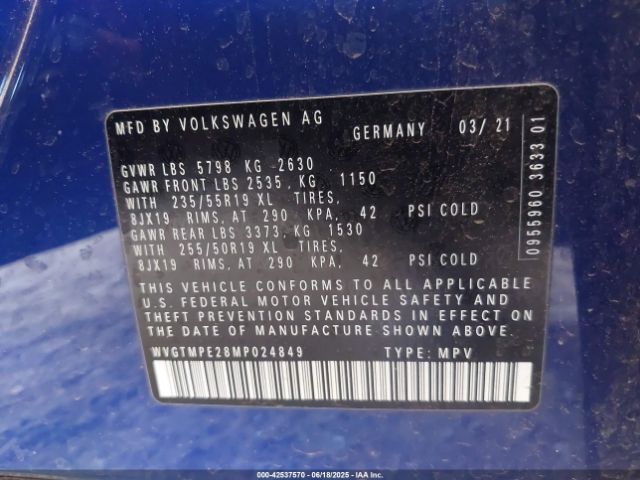 MFD BY VOLKSWAGEN AG
GERMANY 03/ 21
GVWR LBS 5798 KG -2630
GAWR FRONT LBS 2535, KG 1150
WITH 235/55R19 XL TIRES,
8JX19 RIMS, AT 290 KPA, 42 PSI COLD
GAWR REAR LBS 3373, KG 1530
WITH 255/50R19 XL TIRES,
8JX19 RIMS, AT 290 KPA, 42 PSI COLD
THIS VEHICLE CONFORMS TO ALL APPLICABLE
U.S. FEDERAL MOTOR VEHICLE SAFETY AND
THEFT PREVENTION STANDARDS IN EFFECT ON
THE DATE OF MANUFACTURE SHOWN ABOVE.
WVGTMPE28MP024849 TYPE: MPV
0955960 3633 01
000-42537570 - 06/18/2025 - IAA Inc.